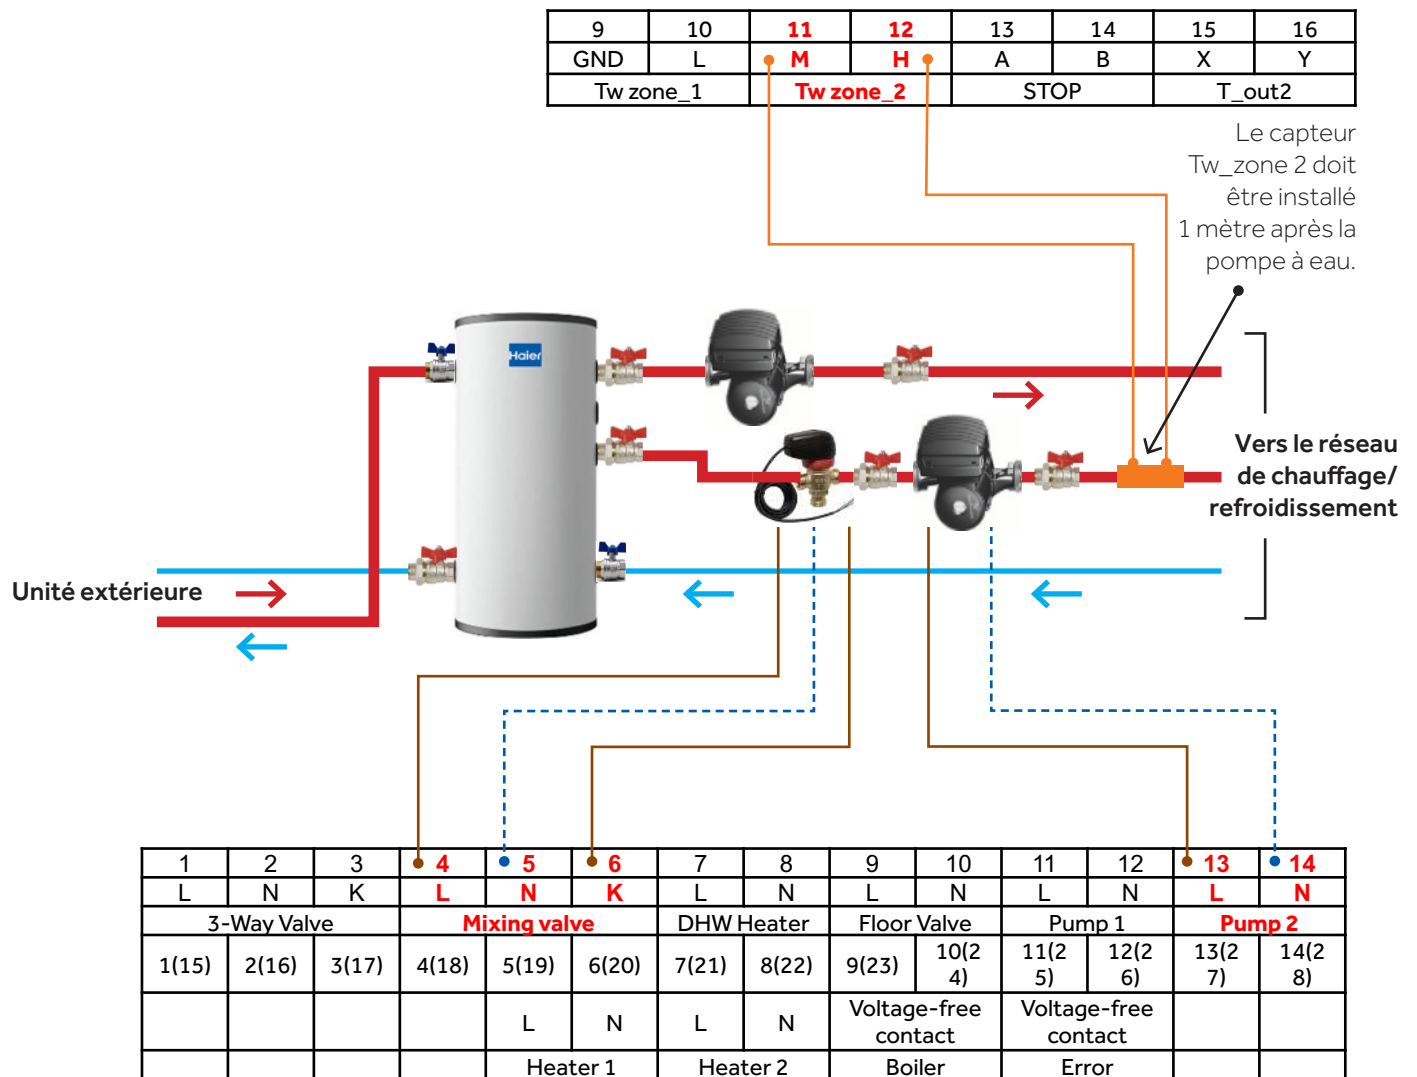 9 10 11 12 13 14 15 16
GND L M H A B X Y
Tw zone_1 Tw zone_2 STOP T_out2
Le capteur
Tw_zone 2 doit
être installé
1 mètre après la
pompe à eau.
Haier
Vers le réseau
de chauffage/
refroidissement
Unité extérieure
1 2 3 4 5 6 7 8 9 10 11 12 13 14
L N K L N K L N L N L N L N
3-Way Valve Mixing valve DHW Heater Floor Valve Pump 1 Pump 2
1(15) 2(16) 3(17) 4(18) 5(19) 6(20) 7(21) 8(22) 9(23) 10(2 11(2 12(2 13(2 14(2
4) 5) 6) 7) 8)
L N L N Voltage-free Voltage-free
contact contact
Heater 1 Heater 2 Boiler Error